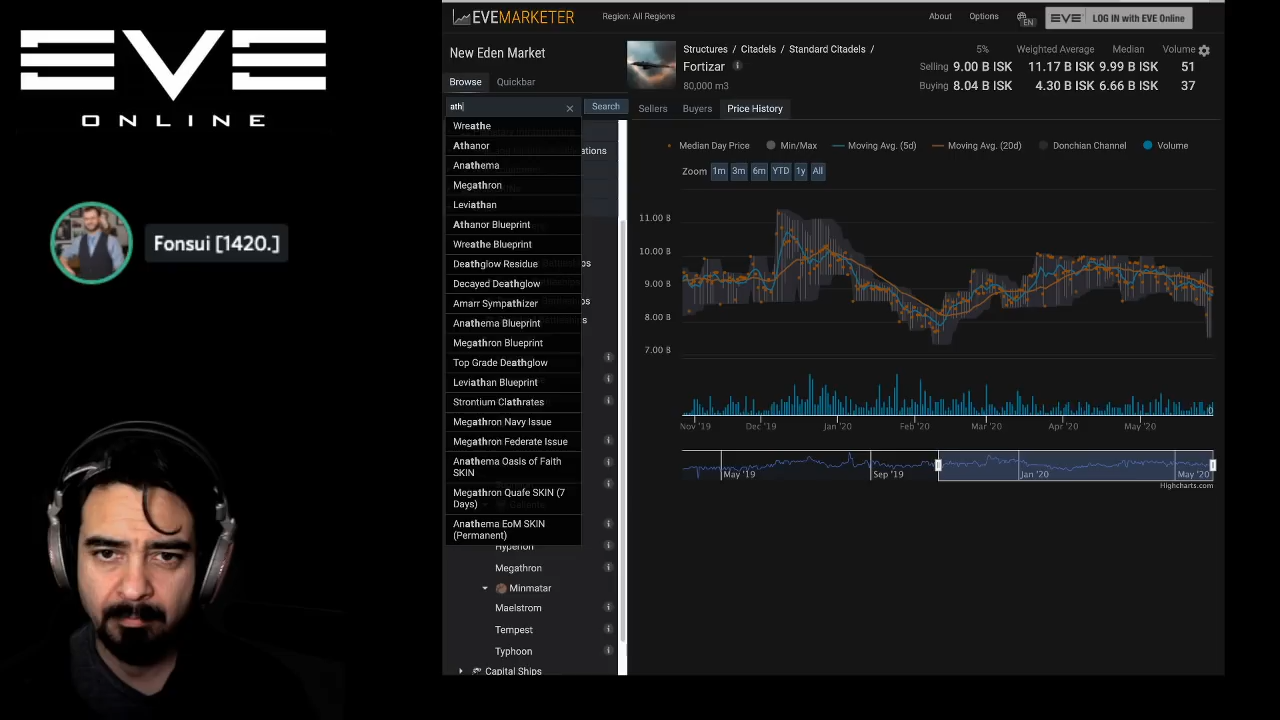 EVE
ONLINE
Fonsui [1420.]
EVEMARKETER
Region: All Regions
About
Options
EN
EVE LOG IN with EVE Online
New Eden Market
Browse
Quickbar
ath
Search
Wreathe
Athanor
Anathema
Megathron
Leviathan
Athanor Blueprint
Wreathe Blueprint
Deathglow Residue
Decayed Deathglow
Amarr Sympathizer
Anathema Blueprint
Megathron Blueprint
Top Grade Deathglow
Leviathan Blueprint
Strontium Clathrates
Megathron Navy Issue
Megathron Federate Issue
Anathema Oasis of Faith
SKIN
Megathron Quafe SKIN (7
Days)
Anathema EoM SKIN
(Permanent)
Hyperion
Megathron
Minmatar
Maelstrom
Tempest
Typhoon
Capital Ships
Structures / Citadels / Standard Citadels /
Fortizar
80,000 m3
5% Weighted Average Median Volume
Selling 9.00 B ISK 11.17 B ISK 9.99 B ISK 51
Buying 8.04 B ISK 4.30 B ISK 6.66 B ISK 37
Sellers
Buyers
Price History
Median Day Price
Min/Max
Moving Avg. (5d)
Moving Avg. (20d)
Donchian Channel
Volume
Zoom 1m 3m 6m YTD 1y All
11.00 B
10.00 B
9.00 B
8.00 B
7.00 B
0
Nov '19 Dec '19 Jan '20 Feb '20 Mar '20 Apr '20 May '20
May '19 Sep '19 Jan '20 May '20
Highcharts.com